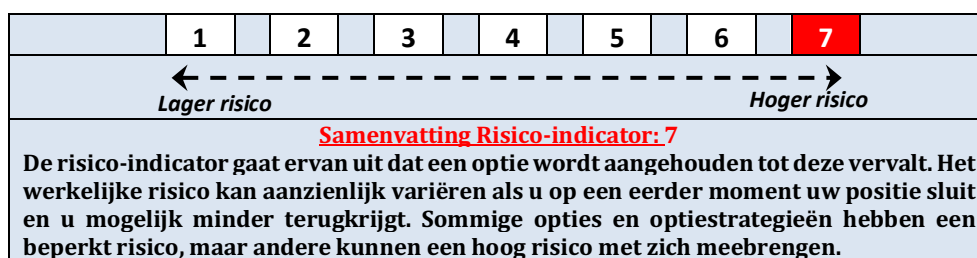 1 2 3 4 5 6 7
Lager risico Hoger risico
Samenvatting Risico-indicator: 7
De risico-indicator gaat ervan uit dat een optie wordt aangehouden tot deze vervalt. Het
werkelijke risico kan aanzienlijk variëren als u op een eerder moment uw positie sluit
en u mogelijk minder terugkrijgt. Sommige opties en optiestrategieën hebben een
beperkt risico, maar andere kunnen een hoog risico met zich meebrengen.